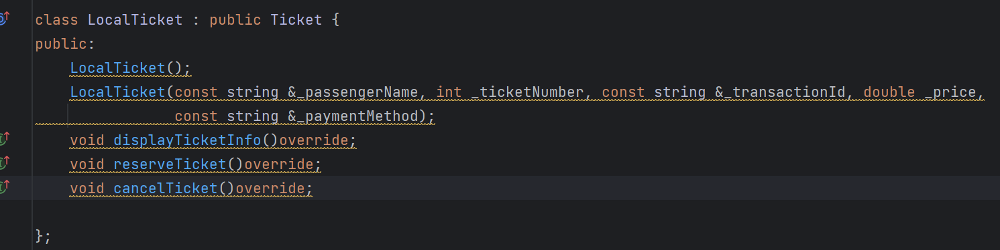 class LocalTicket : public Ticket {
public:
    LocalTicket();
    LocalTicket(const string &_passengerName, int _ticketNumber, const string &_transactionId, double _price,
                const string &_paymentMethod);
    void displayTicketInfo()override;
    void reserveTicket()override;
    void cancelTicket()override;
};